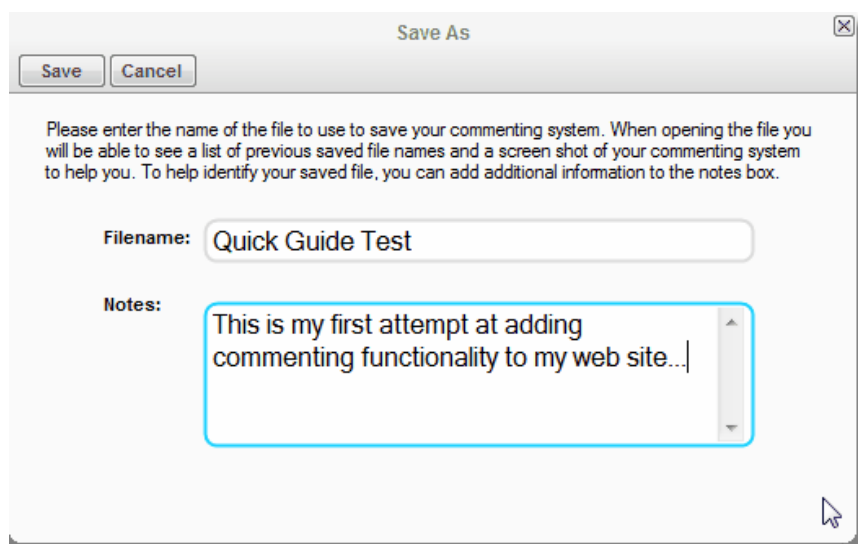 Save As
Save Cancel
Please enter the name of the file to use to save your commenting system. When opening the file you
will be able to see a list of previous saved file names and a screen shot of your commenting system
to help you. To help identify your saved file, you can add additional information to the notes box.
Filename: Quick Guide Test
Notes:
This is my first attempt at adding
commenting functionality to my web site...